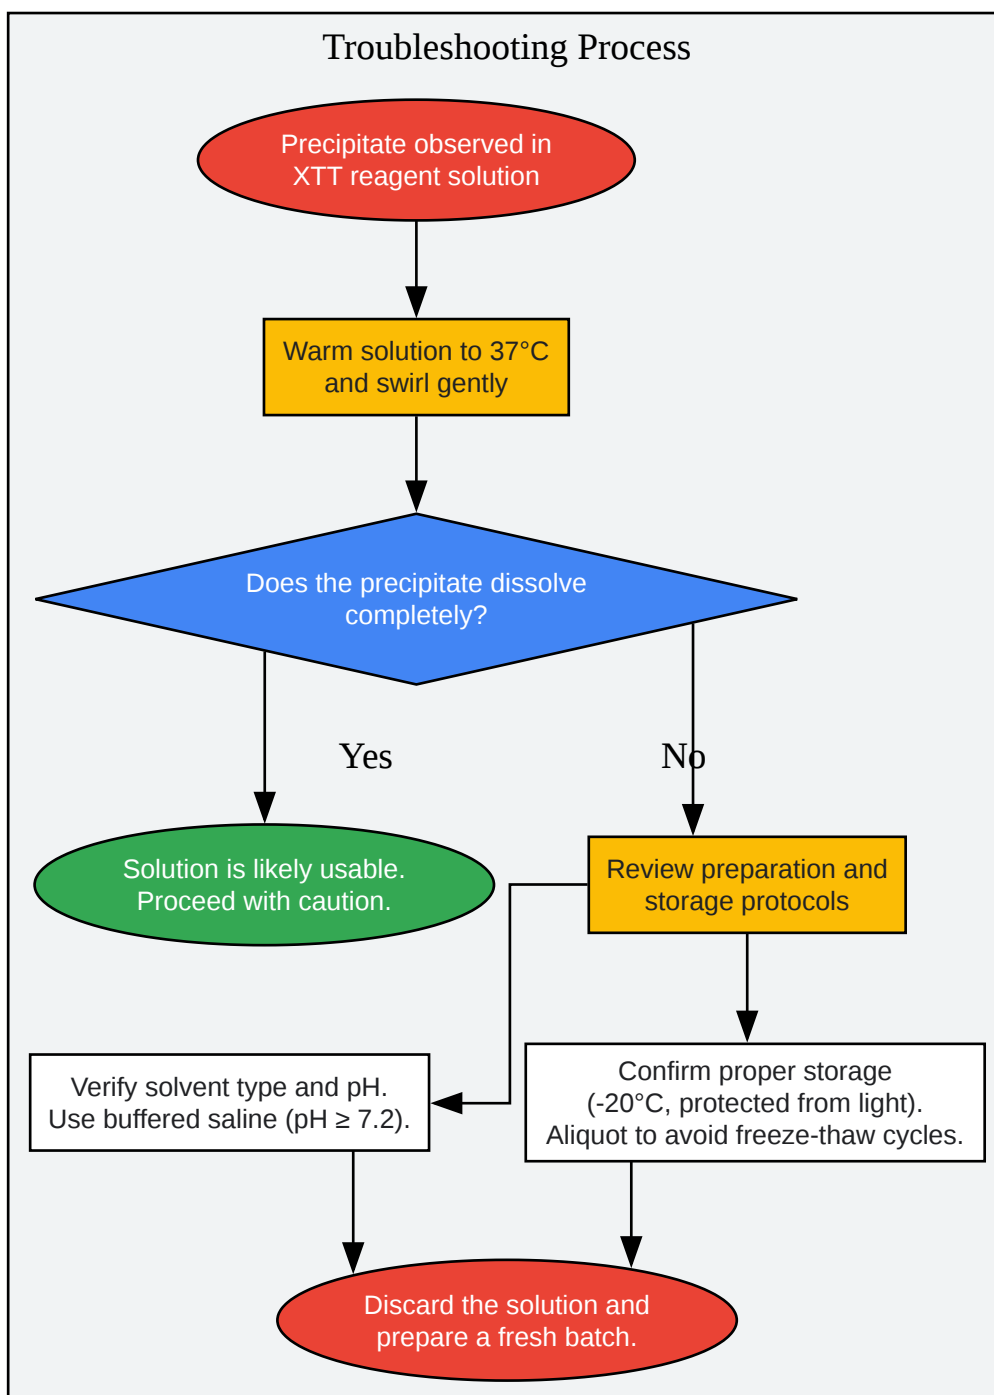 Troubleshooting Process
Precipitate observed in
XTT reagent solution
Warm solution to 37°C
and swirl gently
Does the precipitate dissolve
completely?
Yes
No
Solution is likely usable.
Proceed with caution.
Review preparation and
storage protocols
Verify solvent type and pH.
Use buffered saline (pH ≥ 7.2).
Confirm proper storage
(-20°C, protected from light).
Aliquot to avoid freeze-thaw cycles.
Discard the solution and
prepare a fresh batch.